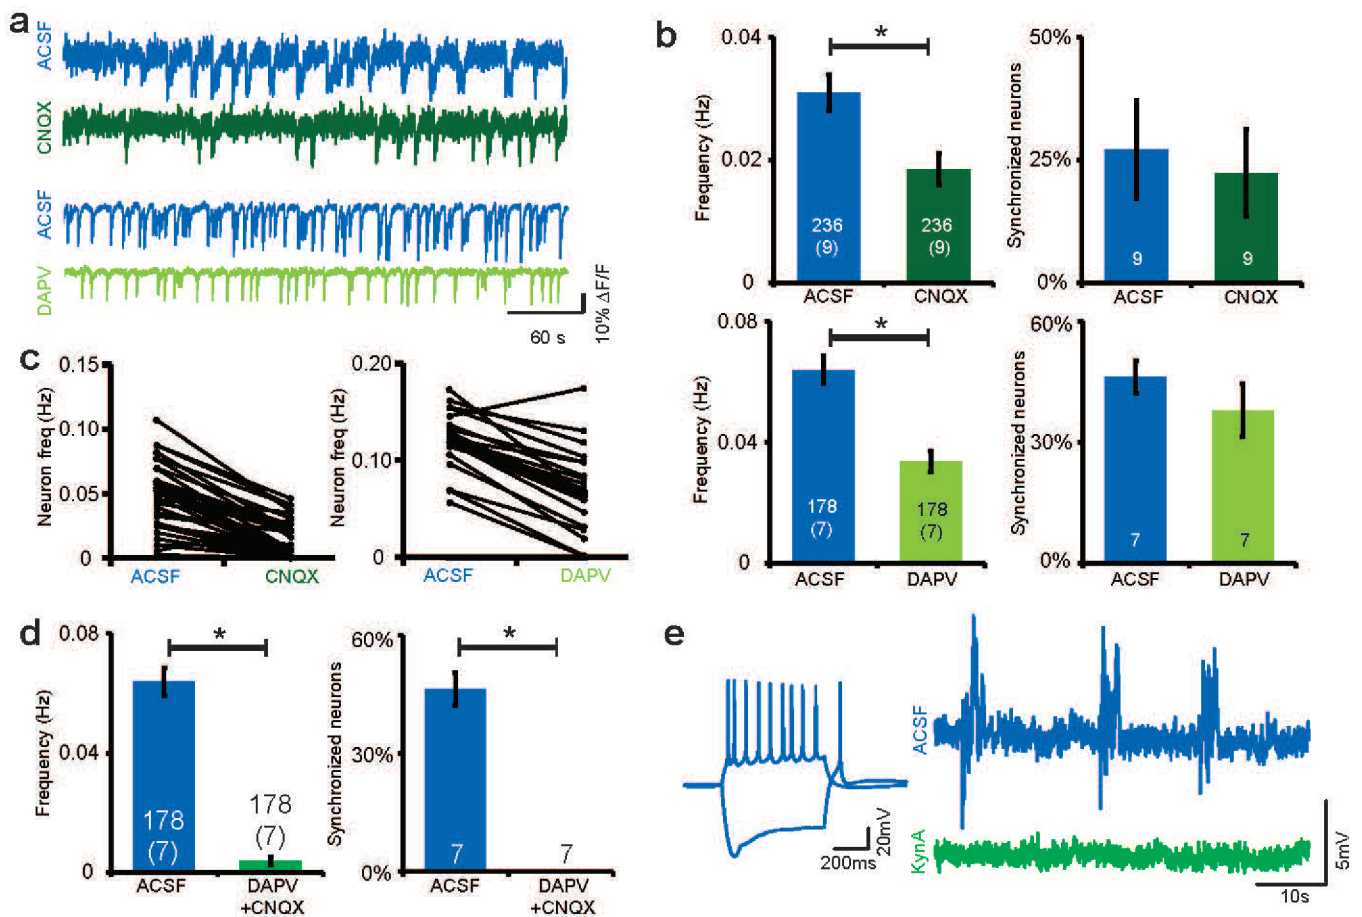 a
ACSF
CNQX
ACSF
DAPV
60 s
10% ΔF/F
b
0.04
0.02
0
Frequency (Hz)
*
236
(9)
236
(9)
ACSF
CNQX
50%
25%
0%
Synchronized neurons
9
9
ACSF
CNQX
0.08
0.04
0
Frequency (Hz)
*
178
(7)
178
(7)
ACSF
DAPV
60%
30%
0%
Synchronized neurons
7
7
ACSF
DAPV
c
0.15
0.10
0.05
0
Neuron freq (Hz)
ACSF
CNQX
0.20
0.10
0.00
Neuron freq (Hz)
ACSF
DAPV
d
0.08
0.04
0
Frequency (Hz)
*
178
(7)
178
(7)
ACSF
DAPV
+CNQX
60%
30%
0%
Synchronized neurons
*
7
7
ACSF
DAPV
+CNQX
e
200ms
20mV
ACSF
KynA
10s
5mV